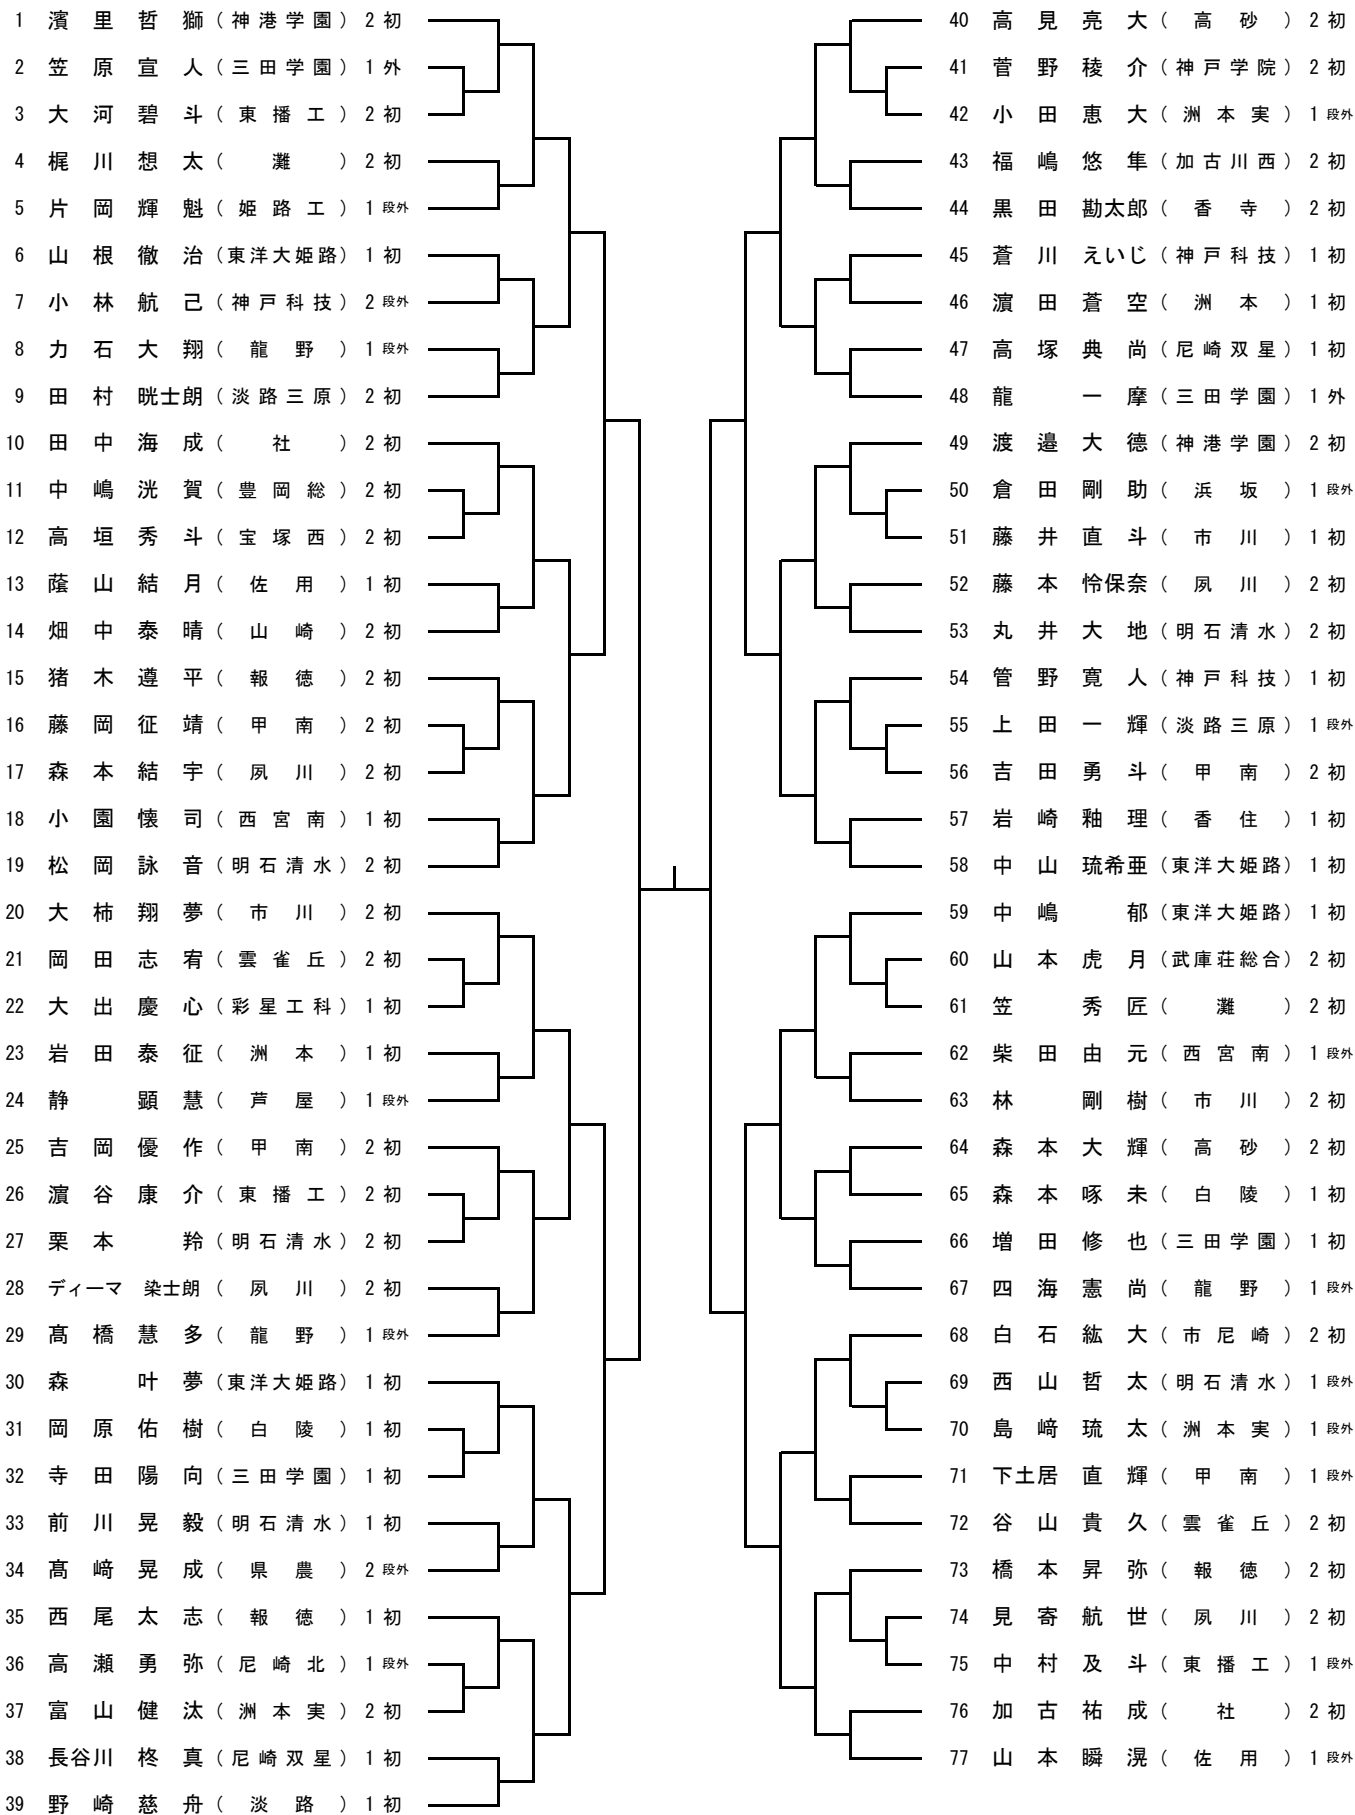 1 濱里哲獅（神港学園）2 初
2 笠原宣人（三田学園）1 外
3 大河碧斗（東播工）2 初
4 梶川想太（灘）2 初
5 片岡輝魁（姫路工）1 段外
6 山根徹治（東洋大姫路）1 初
7 小林航己（神戸科技）2 段外
8 力石大翔（龍野）1 段外
9 田村晄士朗（淡路三原）2 初
10 田中海成（社）2 初
11 中嶋洸賀（豊岡総）2 初
12 高垣秀斗（宝塚西）2 初
13 蔭山結月（佐用）1 初
14 畑中泰晴（山崎）2 初
15 猪木遵平（報徳）2 初
16 藤岡征靖（甲南）2 初
17 森本結宇（夙川）2 初
18 小園懐司（西宮南）1 初
19 松岡詠音（明石清水）2 初
20 大柿翔夢（市川）2 初
21 岡田志宥（雲雀丘）2 初
22 大出慶心（彩星工科）1 初
23 岩田泰征（洲本）1 初
24 静 顕慧（芦屋）1 段外
25 吉岡優作（甲南）2 初
26 濵谷康介（東播工）2 初
27 栗本 羚（明石清水）2 初
28 ディーマ 染士朗（夙川）2 初
29 髙橋慧多（龍野）1 段外
30 森 叶夢（東洋大姫路）1 初
31 岡原佑樹（白陵）1 初
32 寺田陽向（三田学園）1 初
33 前川晃毅（明石清水）1 初
34 髙﨑晃成（県農）2 段外
35 西尾太志（報徳）1 初
36 高瀬勇弥（尼崎北）1 段外
37 富山健汰（洲本実）2 初
38 長谷川柊真（尼崎双星）1 初
39 野崎慈舟（淡路）1 初
40 高見亮大（高砂）2 初
41 菅野稜介（神戸学院）2 初
42 小田恵大（洲本実）1 段外
43 福嶋悠隼（加古川西）2 初
44 黒田勘太郎（香寺）2 初
45 蒼川えいじ（神戸科技）1 初
46 濵田蒼空（洲本）1 初
47 高塚典尚（尼崎双星）1 初
48 龍 一摩（三田学園）1 外
49 渡邉大德（神港学園）2 初
50 倉田剛助（浜坂）1 段外
51 藤井直斗（市川）1 初
52 藤本怜保奈（夙川）2 初
53 丸井大地（明石清水）2 初
54 管野寛人（神戸科技）1 初
55 上田一輝（淡路三原）1 段外
56 吉田勇斗（甲南）2 初
57 岩崎釉理（香住）1 初
58 中山琉希亜（東洋大姫路）1 初
59 中嶋 郁（東洋大姫路）1 初
60 山本虎月（武庫荘総合）2 初
61 笠 秀匠（灘）2 初
62 柴田由元（西宮南）1 段外
63 林 剛樹（市川）2 初
64 森本大輝（高砂）2 初
65 森本啄未（白陵）1 初
66 増田修也（三田学園）1 初
67 四海憲尚（龍野）1 段外
68 白石紘大（市尼崎）2 初
69 西山哲太（明石清水）1 段外
70 島﨑琉太（洲本実）1 段外
71 下土居直輝（甲南）1 段外
72 谷山貴久（雲雀丘）2 初
73 橋本昇弥（報徳）2 初
74 見寄航世（夙川）2 初
75 中村及斗（東播工）1 段外
76 加古祐成（社）2 初
77 山本瞬滉（佐用）1 段外